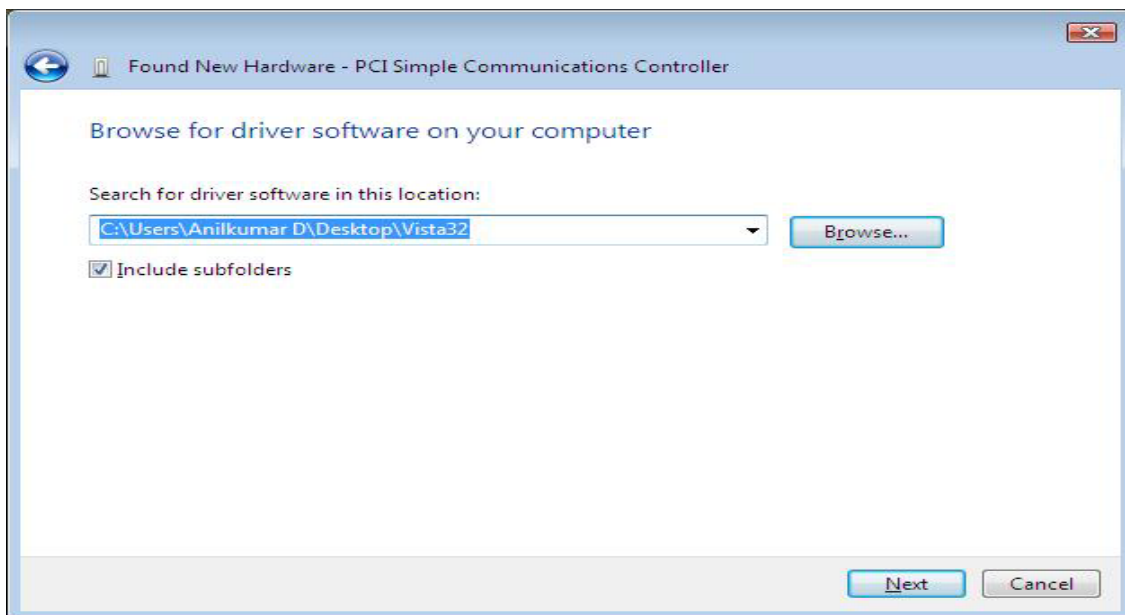 Found New Hardware - PCI Simple Communications Controller
Browse for driver software on your computer
Search for driver software in this location:
C:\Users\Anilkumar D\Desktop\Vista32
Browse...
Include subfolders
Next
Cancel